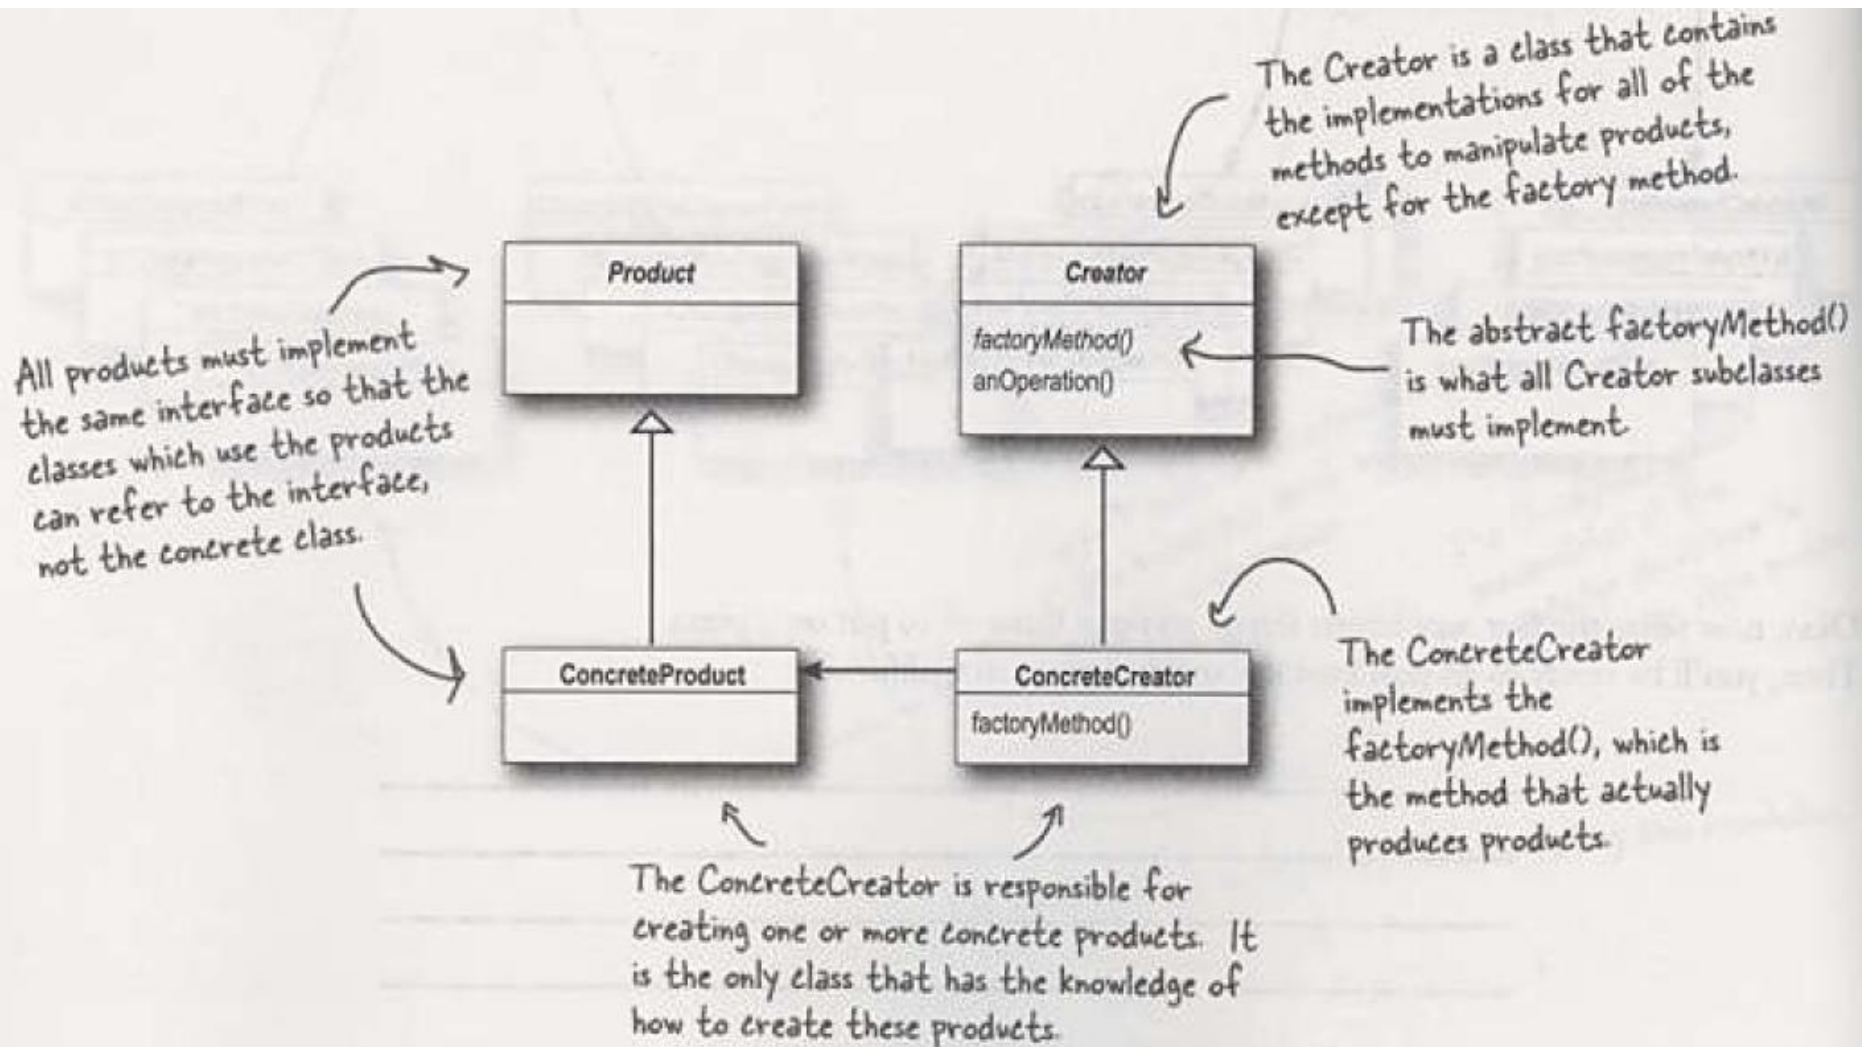 The Creator is a class that contains
the implementations for all of the
methods to manipulate products,
except for the factory method.
Product
Creator
factoryMethod()
anOperation()
The abstract factoryMethod()
is what all Creator subclasses
must implement.
All products must implement
the same interface so that the
classes which use the products
can refer to the interface,
not the concrete class.
ConcreteProduct
ConcreteCreator
factoryMethod()
The ConcreteCreator
implements the
factoryMethod(), which is
the method that actually
produces products.
The ConcreteCreator is responsible for
creating one or more concrete products. It
is the only class that has the knowledge of
how to create these products.